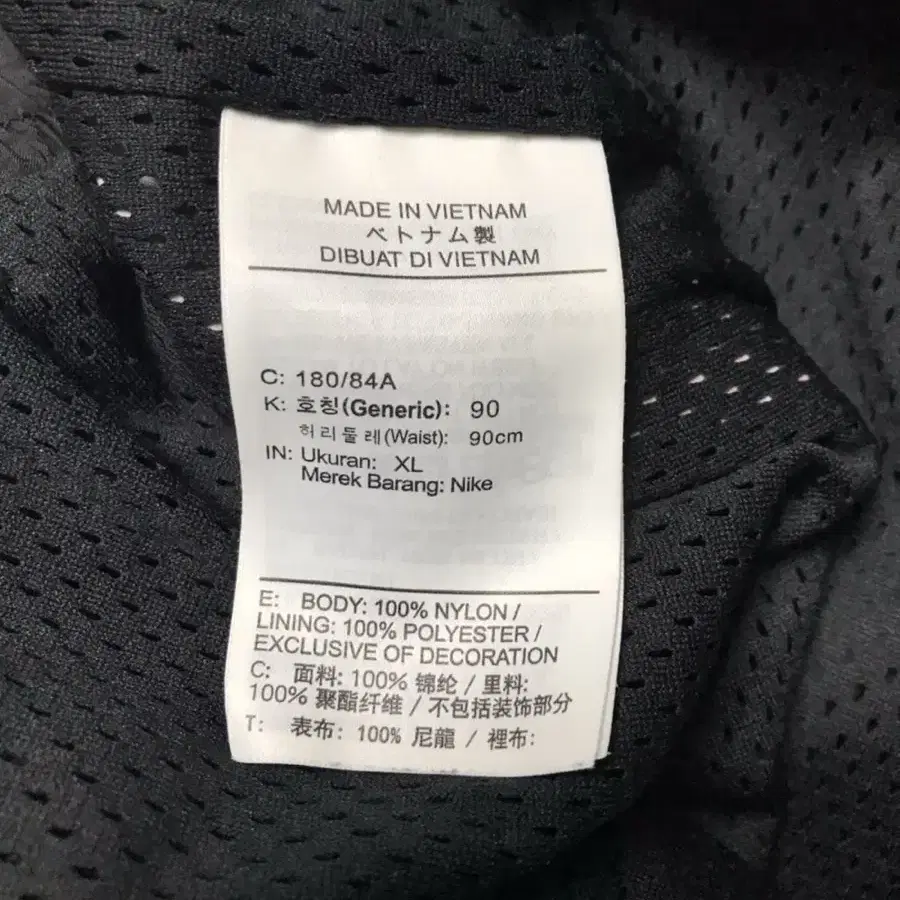 MADE IN VIETNAM
ベトナム製
DIBUAT DI VIETNAM
C: 180/84A
K: 호칭(Generic): 90
허리둘레(Waist): 90cm
IN: Ukuran: XL
Merek Barang: Nike
E: BODY: 100% NYLON /
LINING: 100% POLYESTER /
EXCLUSIVE OF DECORATION
C: 面料: 100% 锦纶 / 里料:
100% 聚酯纤维 / 不包括装饰部分
T: 表布: 100% 尼龍 / 裡布: